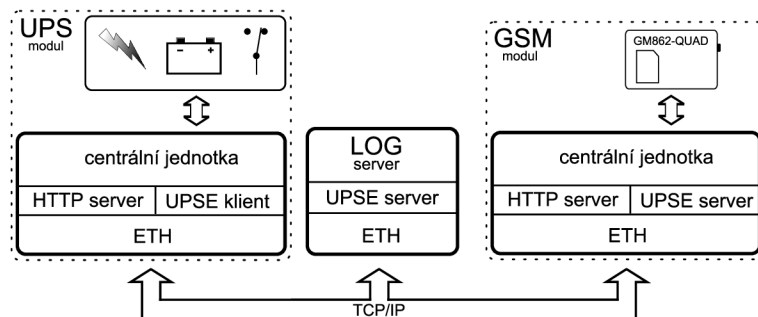 UPS
modul
- +
centrální jednotka
HTTP server
UPSE klient
ETH
LOG
server
UPSE server
ETH
GSM
modul
GM862-QUAD
centrální jednotka
HTTP server
UPSE server
ETH
TCP/IP